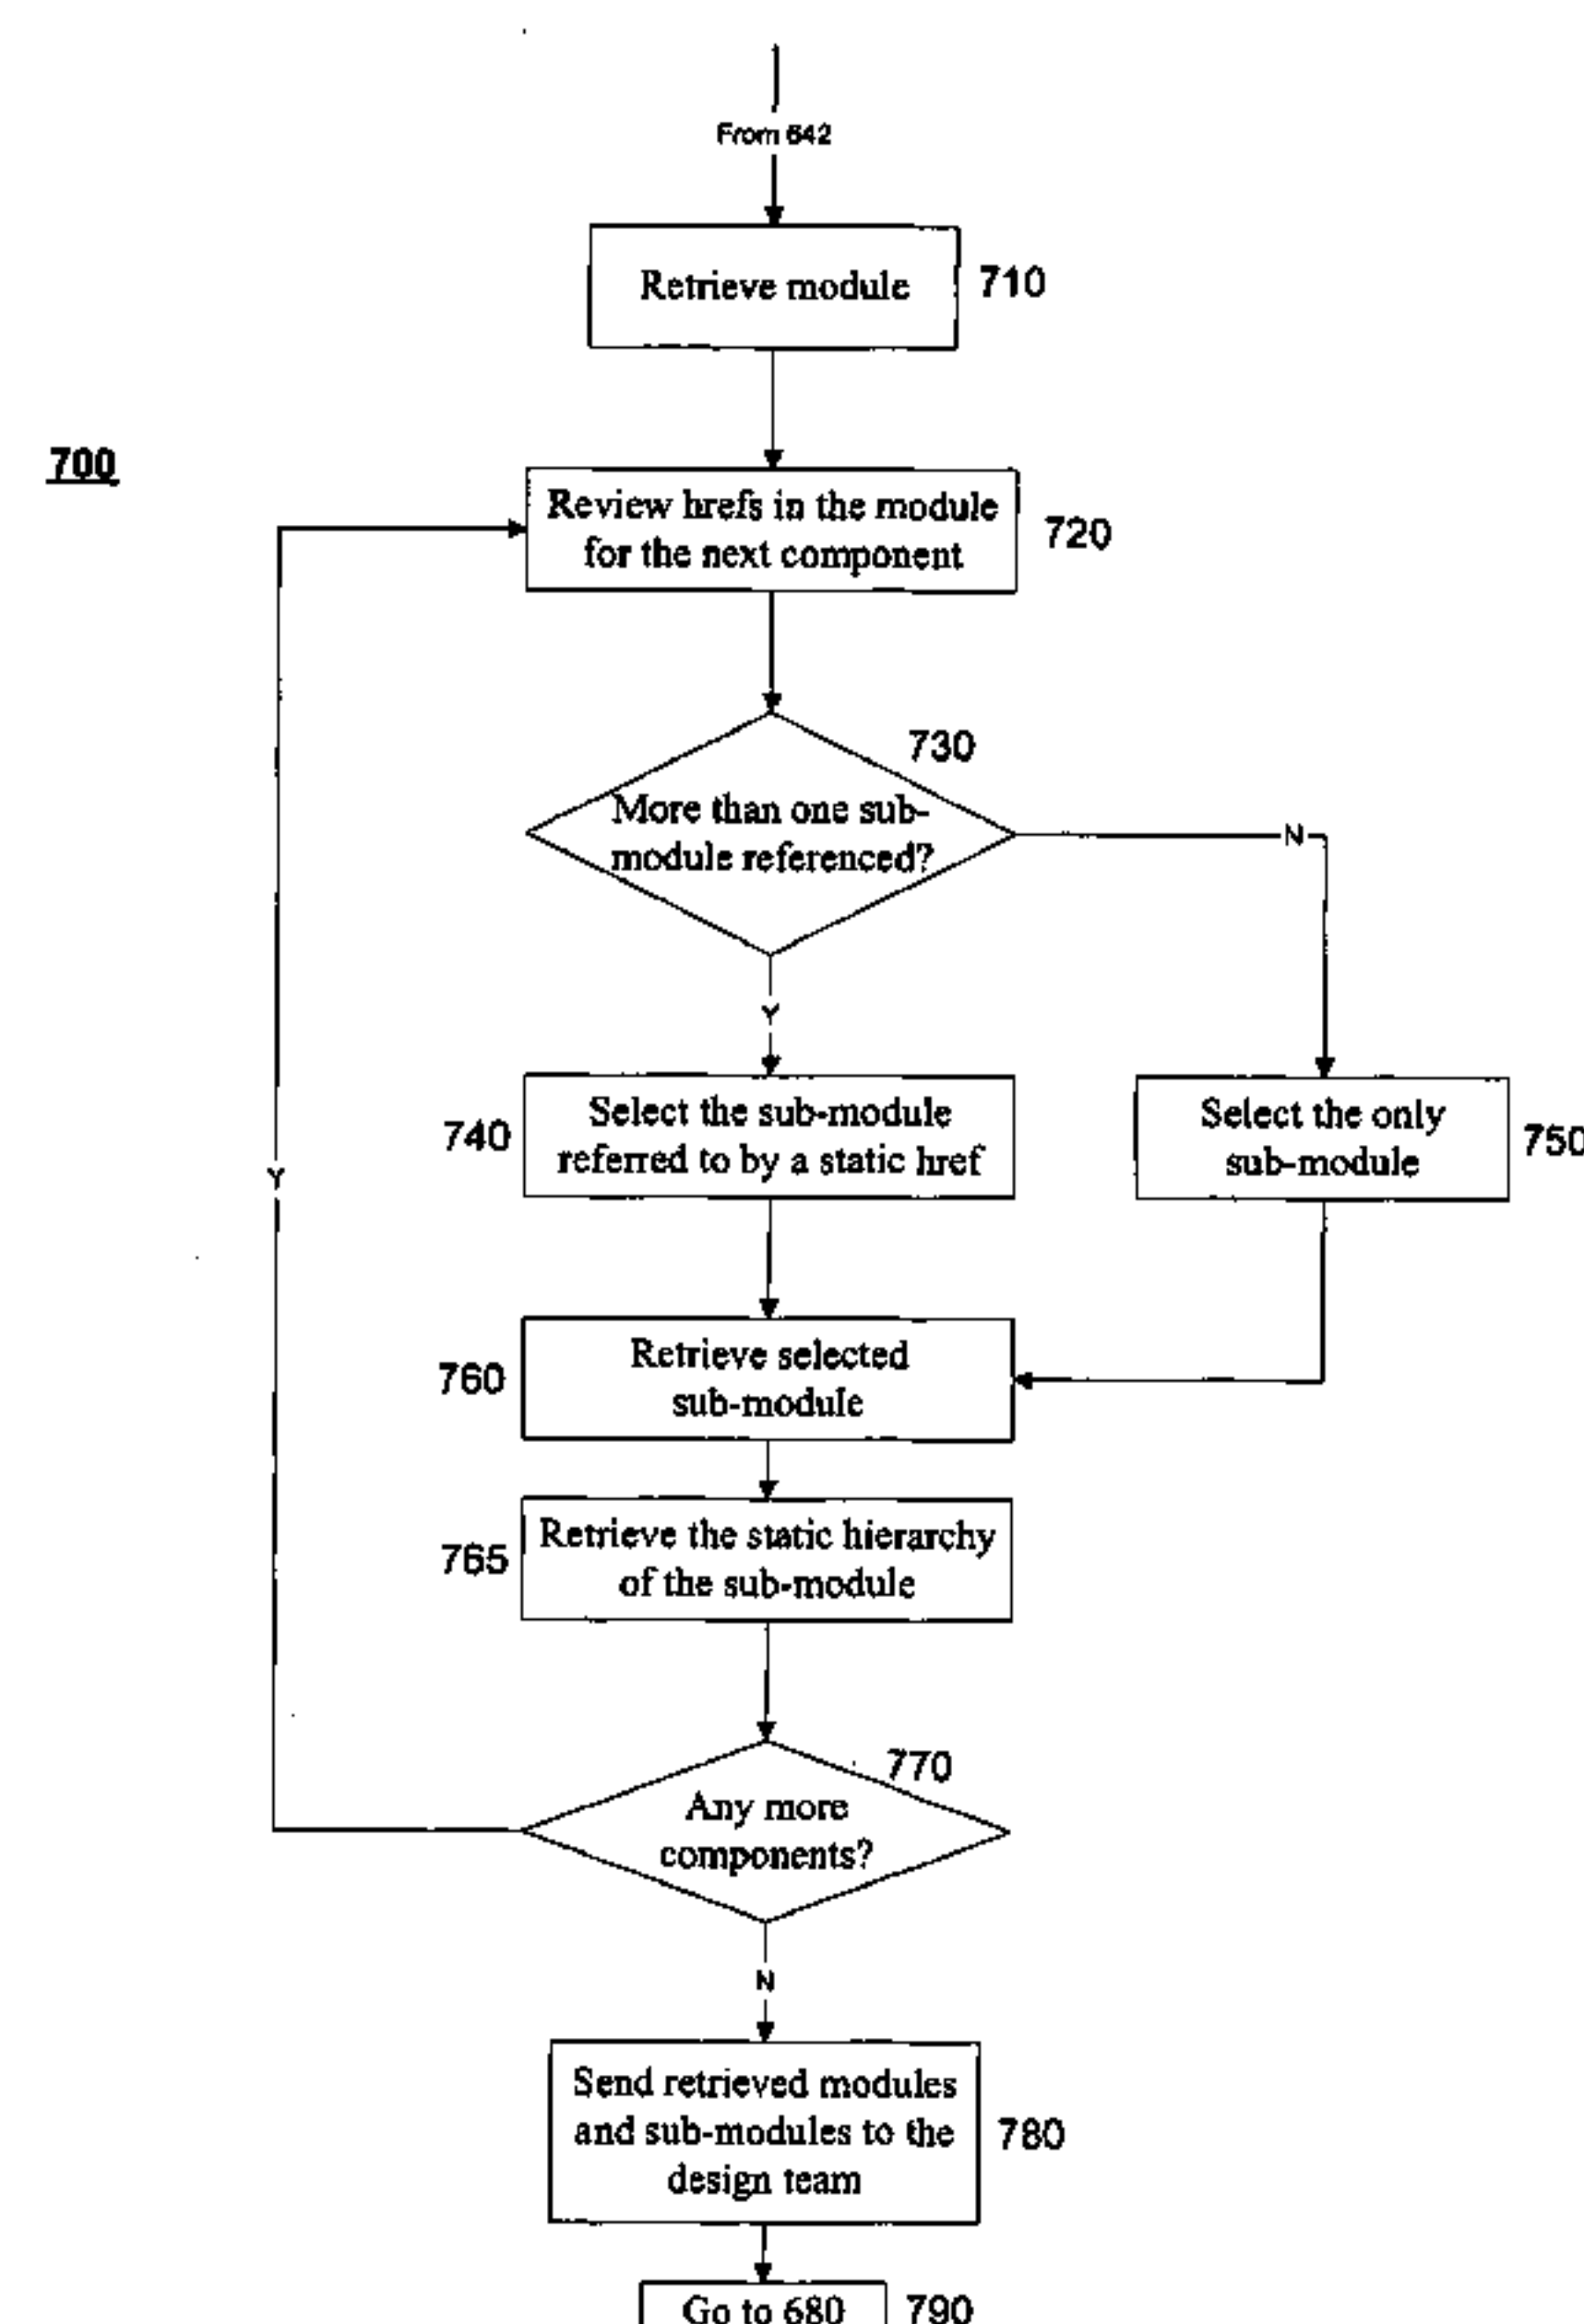 From 642
Retrieve module
710
700
Review hrefs in the module
for the next component
720
730
More than one sub-
module referenced?
N
Y
740
Select the sub-module
referred to by a static href
Select the only
sub-module
750
Y
760
Retrieve selected
sub-module
765
Retrieve the static hierarchy
of the sub-module
770
Any more
components?
N
Send retrieved modules
and sub-modules to the
design team
780
Go to 680
790